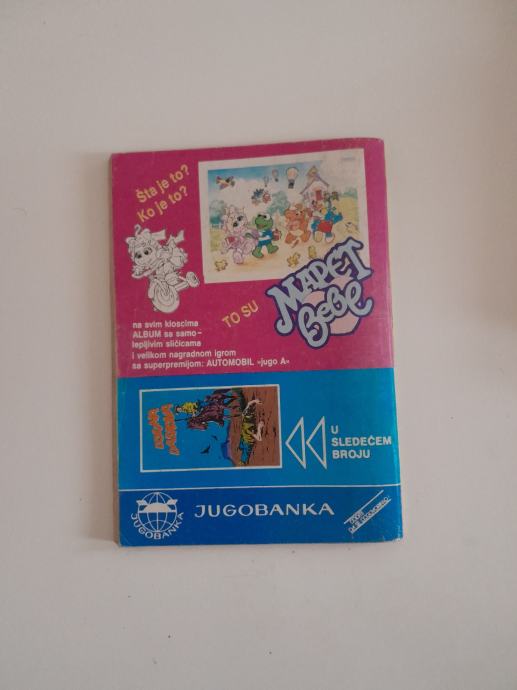 Šta je to?
Ko je to?
TO SU
MAPET
Bebe
na svim kioscima
ALBUM sa samo-
lepljivim sličicama
i velikom nagradnom igrom
sa superpremijom: AUTOMOBIL »jugo A«
U
SLEDEĆEM
BROJU
JUGOBANKA
JUGOBANKA